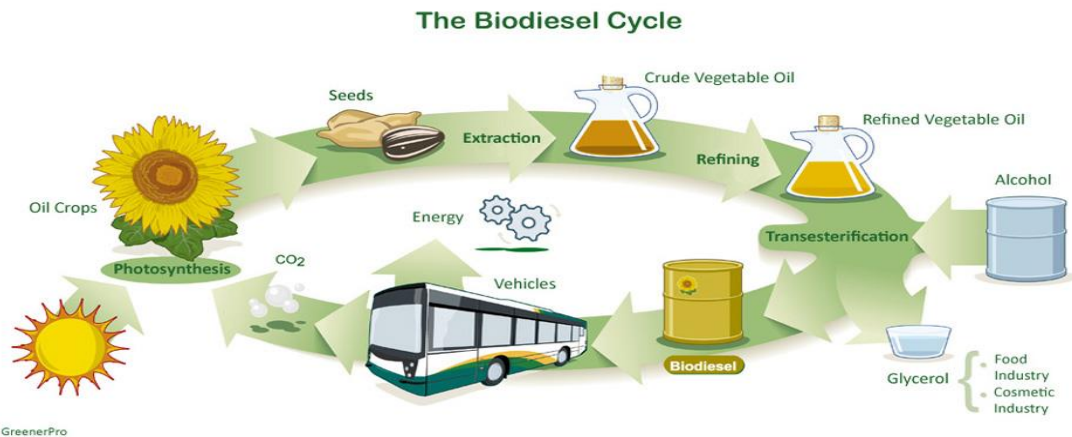 The Biodiesel Cycle
Crude Vegetable Oil
Seeds
Extraction
Refined Vegetable Oil
Refining
Alcohol
Oil Crops
Energy
Transesterification
Photosynthesis
CO2
Vehicles
Biodiesel
Glycerol
Food
Industry
Cosmetic
Industry
GreenerPro